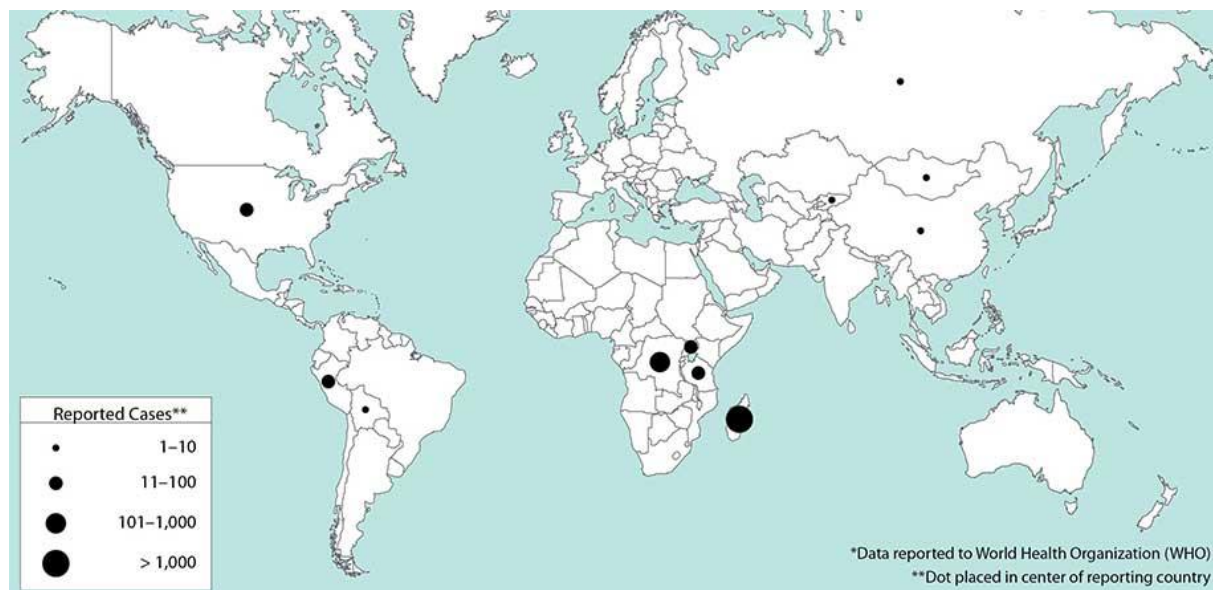 Reported Cases**
1–10
11–100
101–1,000
> 1,000
*Data reported to World Health Organization (WHO)
**Dot placed in center of reporting country